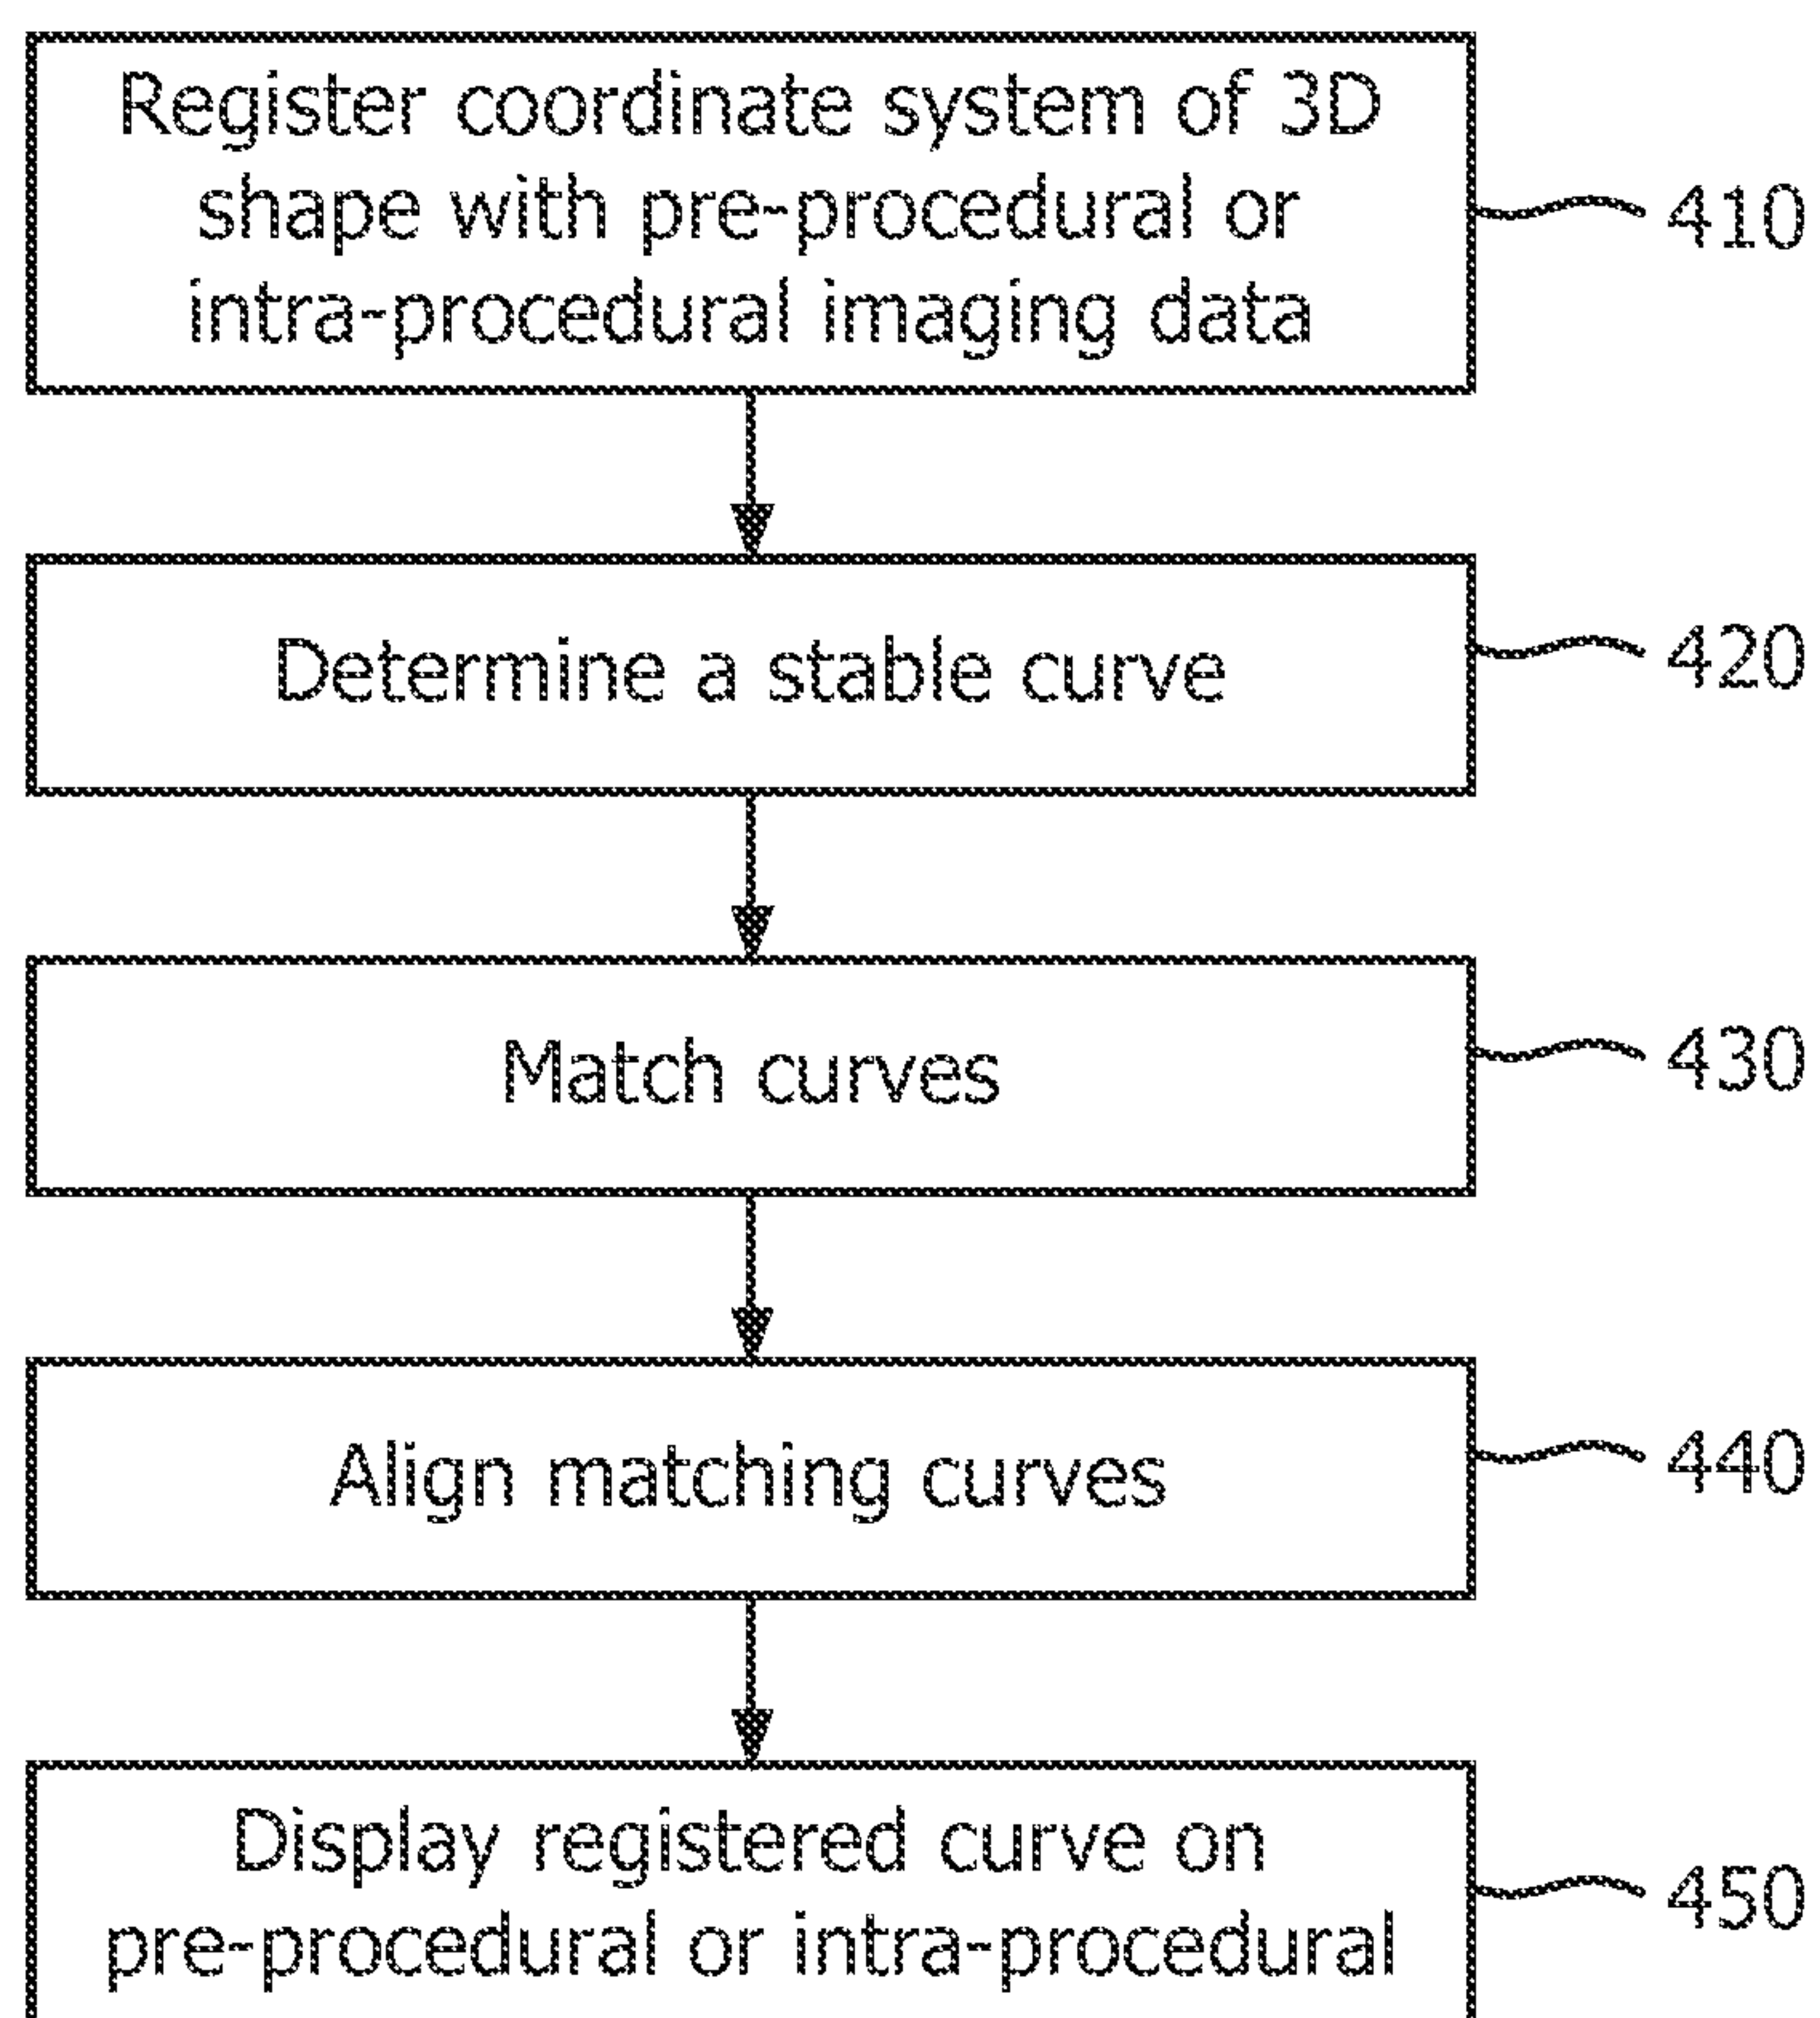 Register coordinate system of 3D
shape with pre-procedural or
intra-procedural imaging data
410
Determine a stable curve
420
Match curves
430
Align matching curves
440
Display registered curve on
pre-procedural or intra-procedural
450